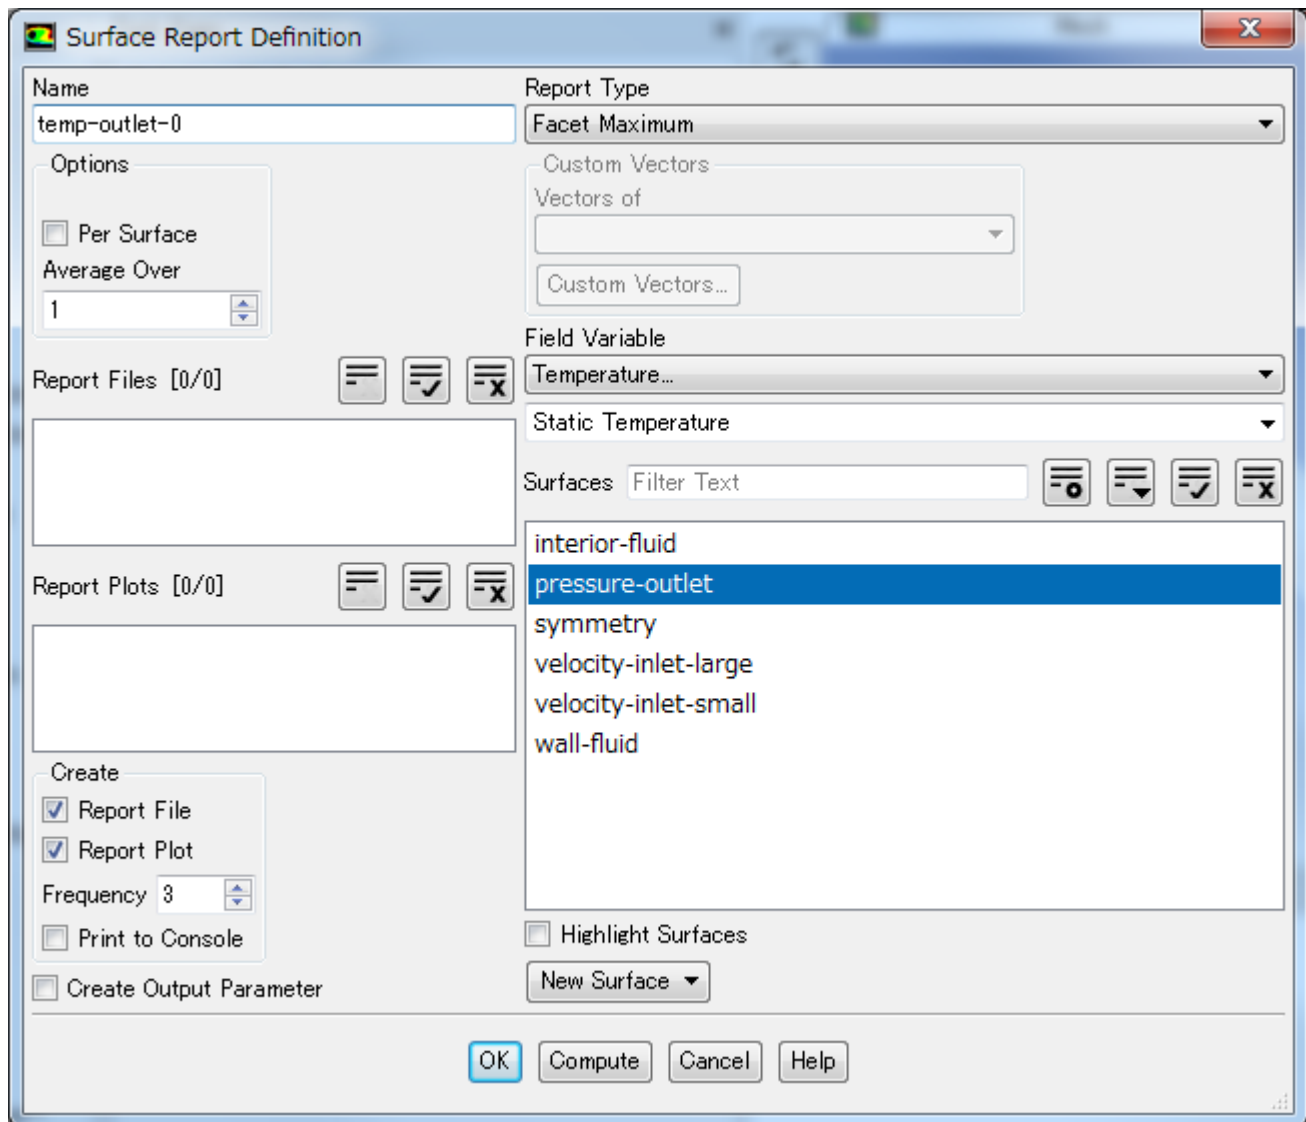 Surface Report Definition
Name
temp-outlet-0
Options
Per Surface
Average Over
1
Report Files [0/0]
Report Plots [0/0]
Create
Report File
Report Plot
Frequency 3
Print to Console
Create Output Parameter
Report Type
Facet Maximum
Custom Vectors
Vectors of
Custom Vectors...
Field Variable
Temperature...
Static Temperature
Surfaces Filter Text
interior-fluid
pressure-outlet
symmetry
velocity-inlet-large
velocity-inlet-small
wall-fluid
Highlight Surfaces
New Surface
OK Compute Cancel Help